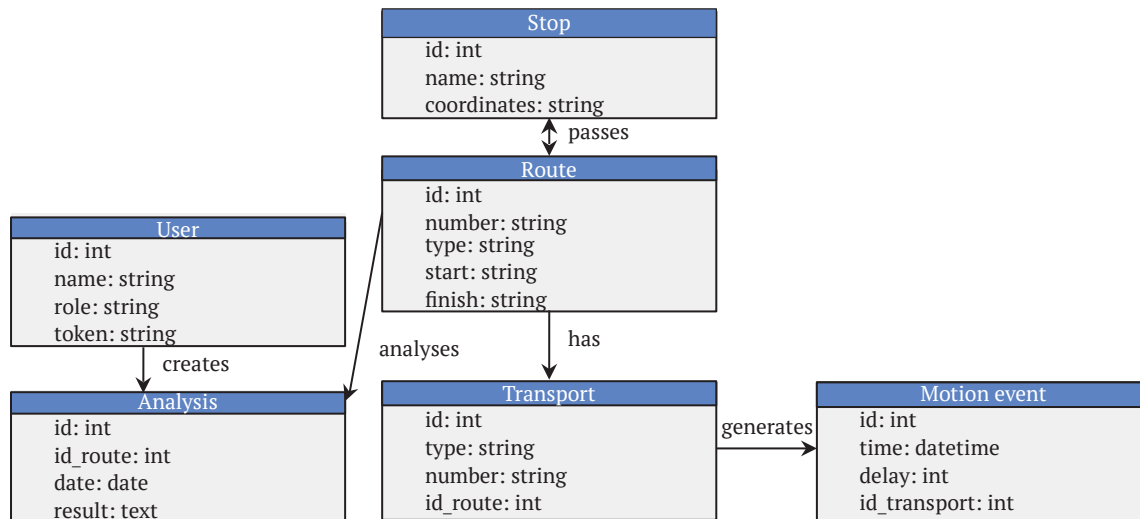 Stop
id: int
name: string
coordinates: string
passes
Route
id: int
number: string
type: string
start: string
finish: string
User
id: int
name: string
role: string
token: string
creates
analyses
has
Analysis
id: int
id_route: int
date: date
result: text
Transport
id: int
type: string
number: string
id_route: int
generates
Motion event
id: int
time: datetime
delay: int
id_transport: int